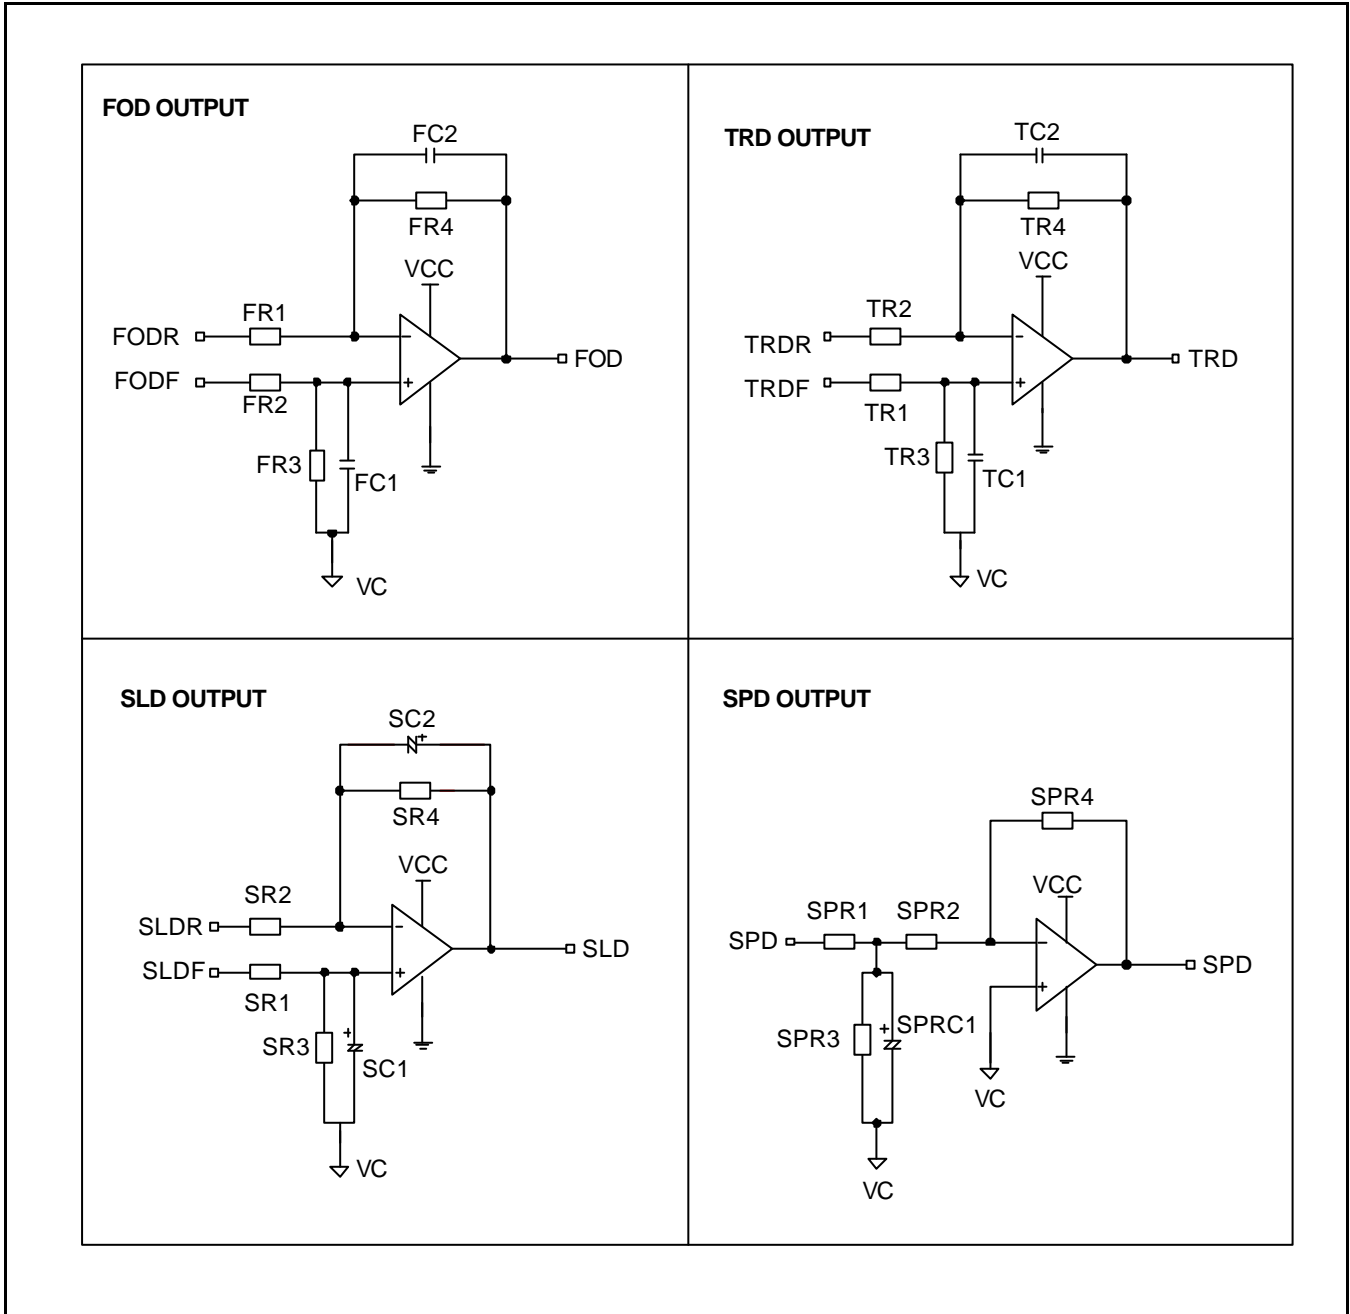 FOD OUTPUT
FC2
FR4
VCC
FR1
FODR
-
FOD
FODF
+
FR2
FR3
FC1
VC
TRD OUTPUT
TC2
TR4
VCC
TR2
TRDR
-
TRD
TRDF
+
TR1
TR3
TC1
VC
SLD OUTPUT
SC2
+
SR4
VCC
SR2
SLDR
-
SLD
SLDF
+
SR1
+
SR3
SC1
VC
SPD OUTPUT
SPR4
VCC
SPR1 SPR2
SPD
-
SPD
+
+ SPRC1
SPR3
VC
VC